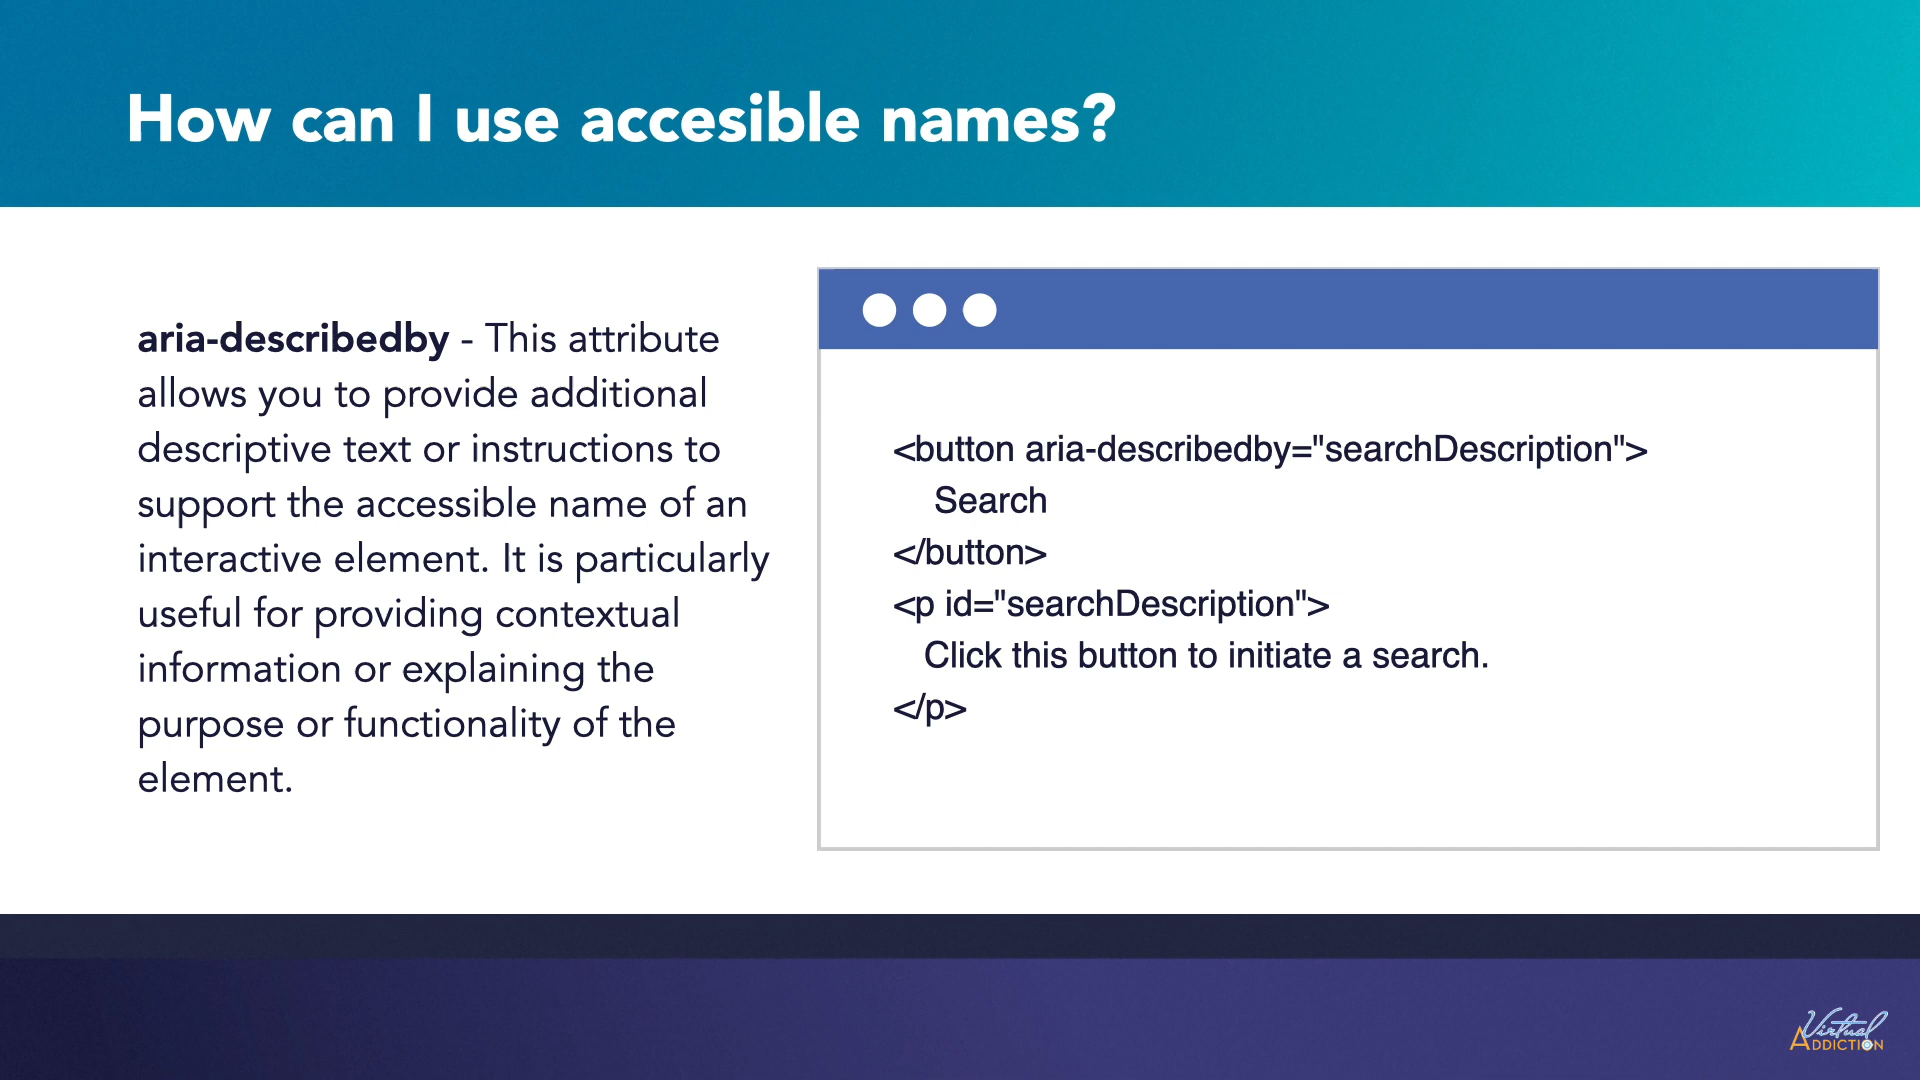 How can I use accesible names?
aria-describedby - This attribute
allows you to provide additional
descriptive text or instructions to
support the accessible name of an
interactive element. It is particularly
useful for providing contextual
information or explaining the
purpose or functionality of the
element.
<button aria-describedby="searchDescription">
Search
</button>
<p id="searchDescription">
Click this button to initiate a search.
</p>
Virtual
ADDICTION